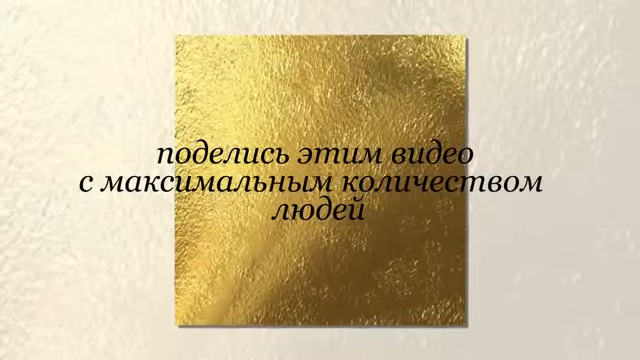 поделись этим видео
с максимальным количеством
людей